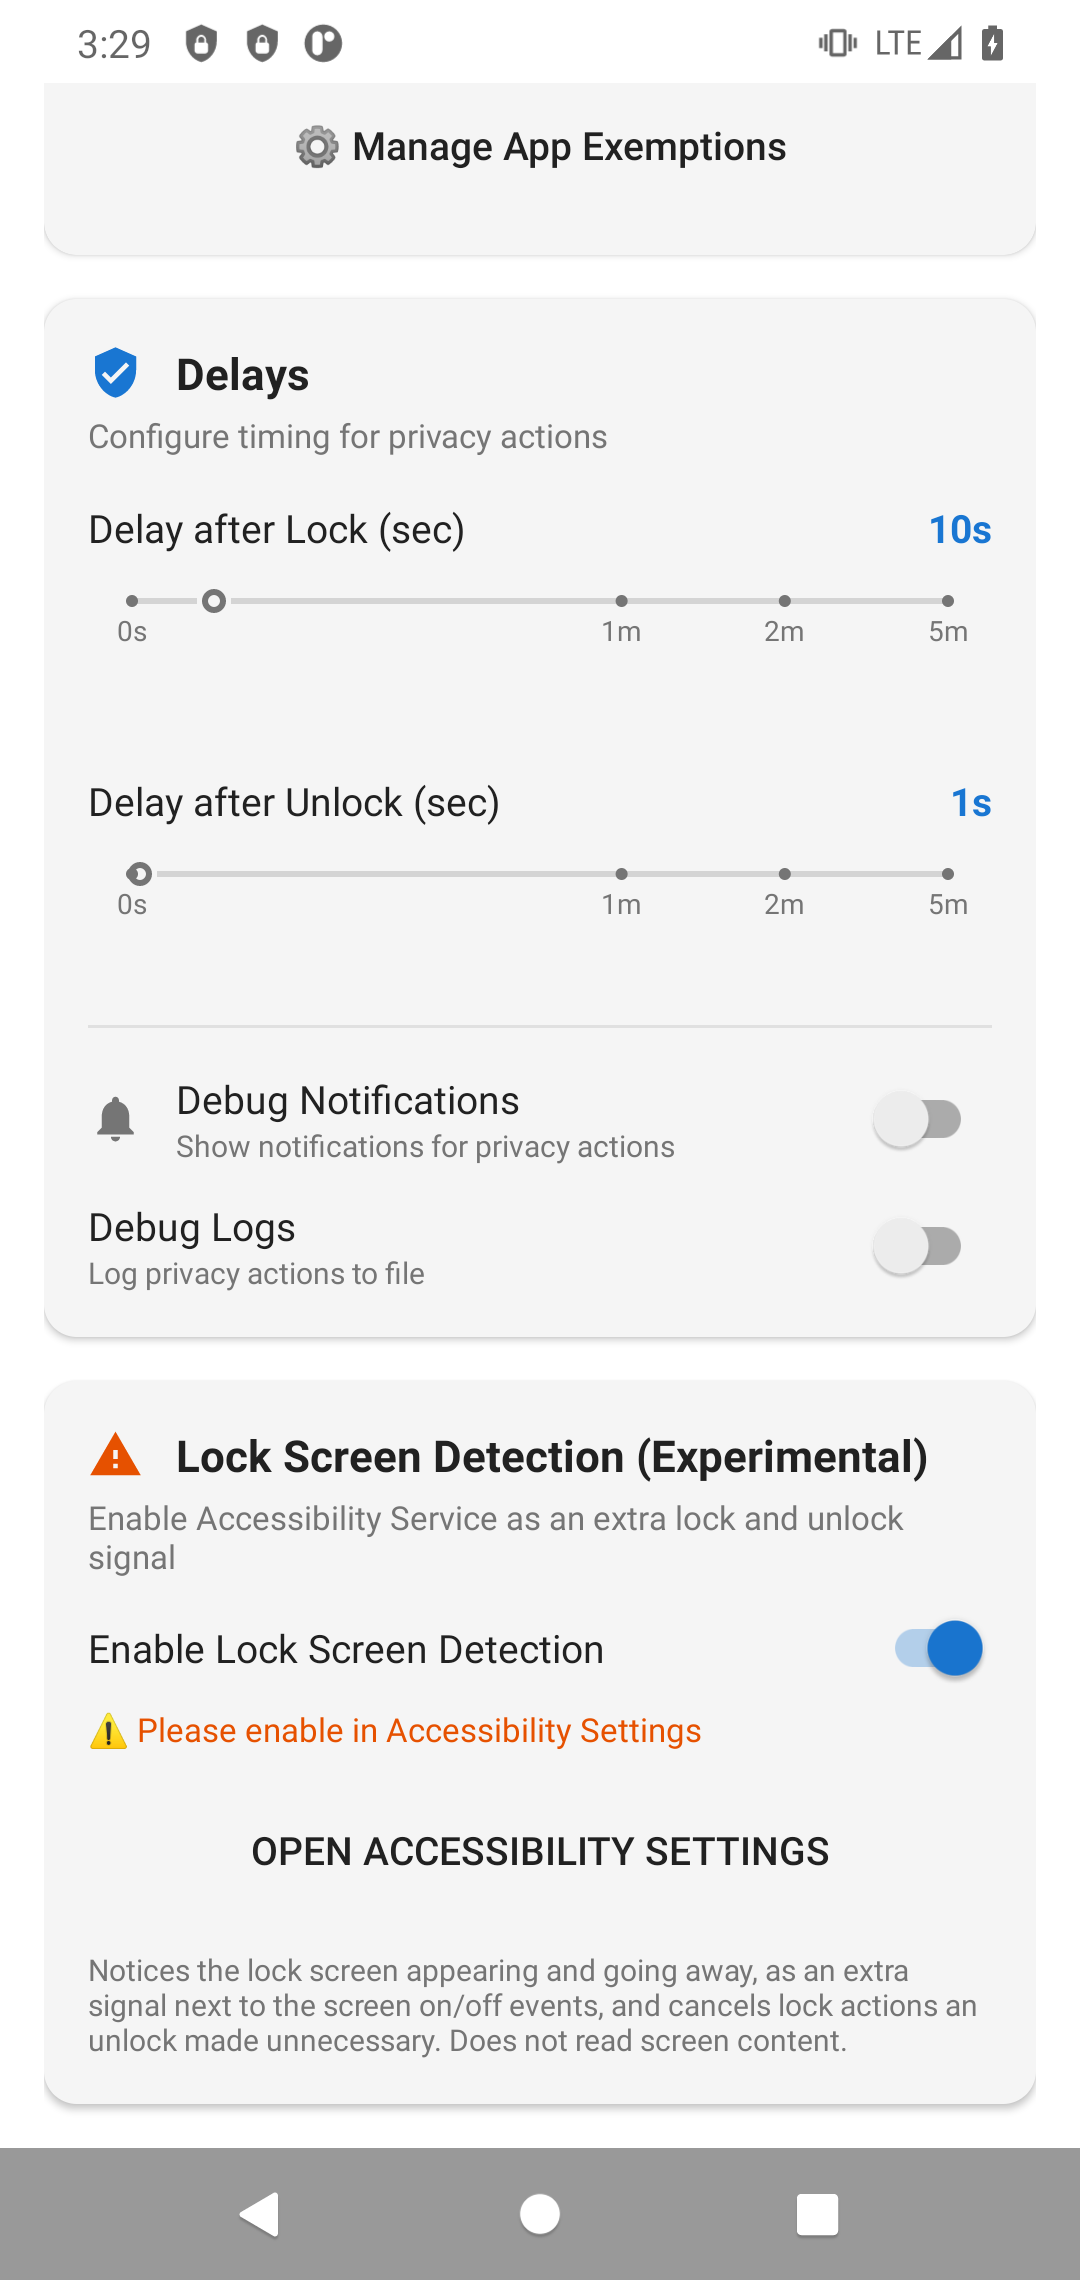 3:29
LTE
Manage App Exemptions
Delays
Configure timing for privacy actions
Delay after Lock (sec)
10s
0s 1m 2m 5m
Delay after Unlock (sec)
1s
0s 1m 2m 5m
Debug Notifications
Show notifications for privacy actions
Debug Logs
Log privacy actions to file
Lock Screen Detection (Experimental)
Enable Accessibility Service as an extra lock and unlock
signal
Enable Lock Screen Detection
⚠️ Please enable in Accessibility Settings
OPEN ACCESSIBILITY SETTINGS
Notices the lock screen appearing and going away, as an extra
signal next to the screen on/off events, and cancels lock actions an
unlock made unnecessary. Does not read screen content.